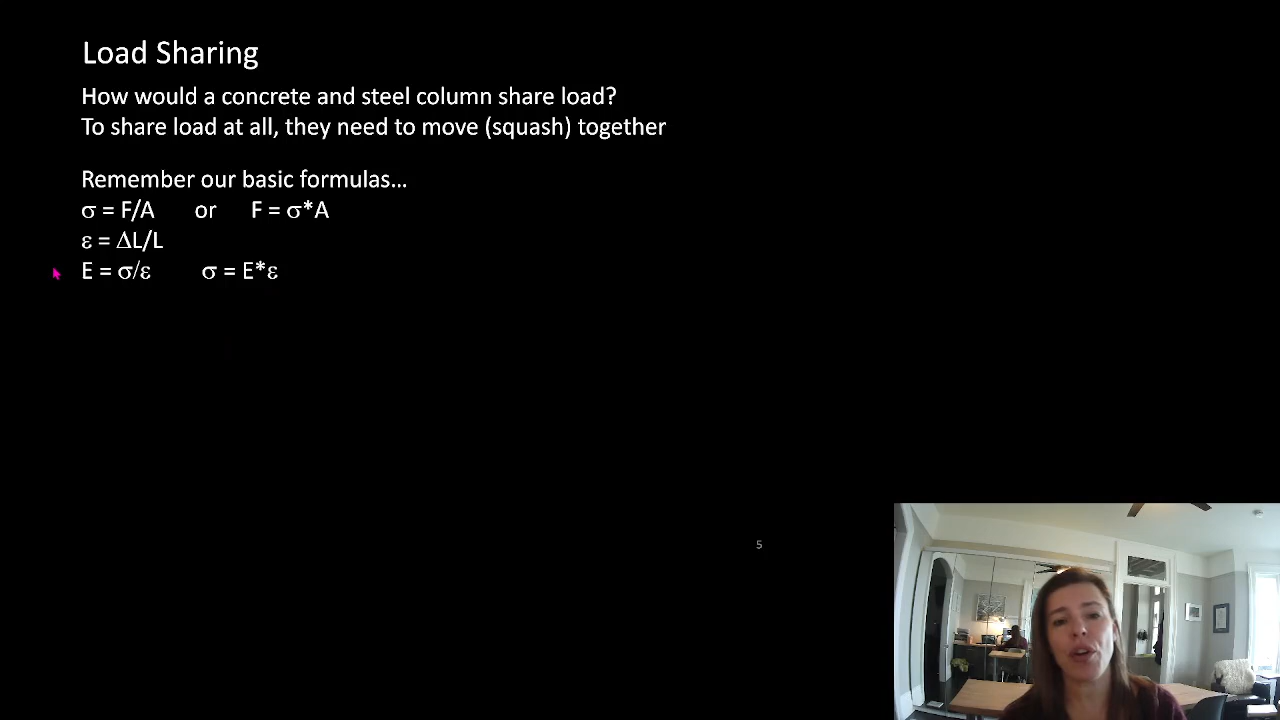 Load Sharing
How would a concrete and steel column share load?
To share load at all, they need to move (squash) together
Remember our basic formulas...
σ = F/A or F = σ*A
ε = ΔL/L
E = σ/ε σ = E*ε
5